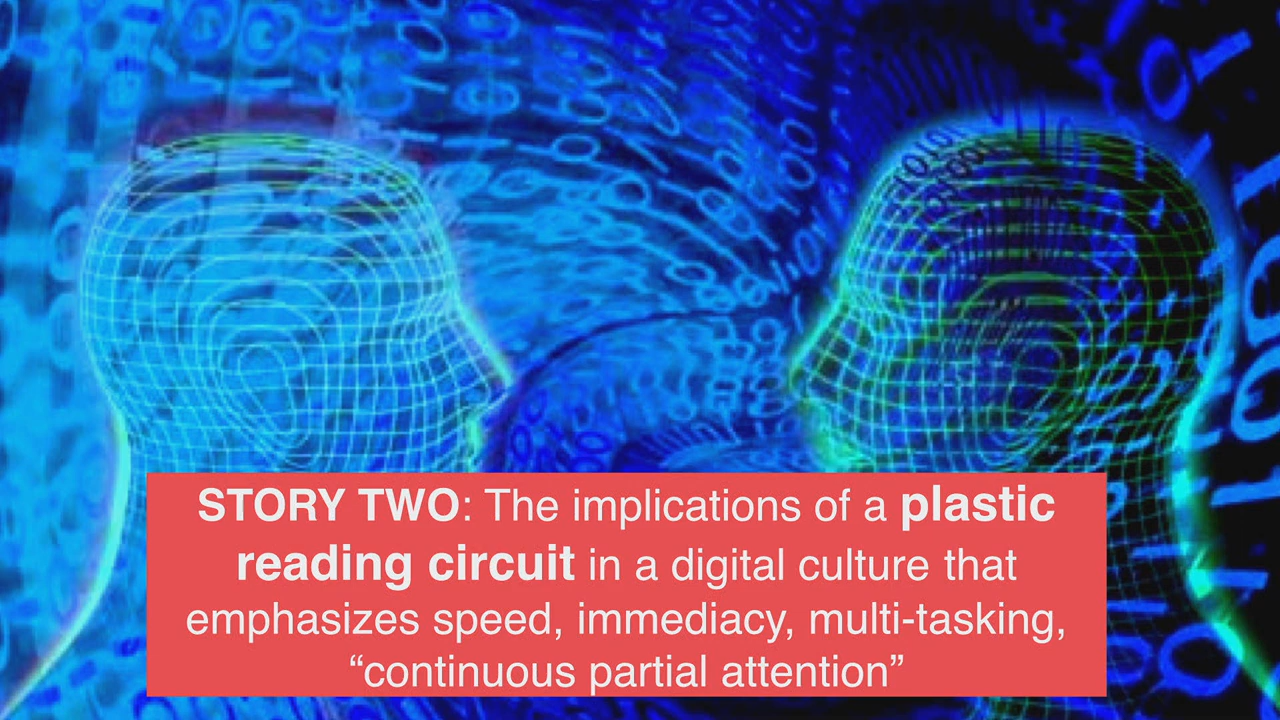 STORY TWO: The implications of a plastic
reading circuit in a digital culture that
emphasizes speed, immediacy, multi-tasking,
“continuous partial attention”